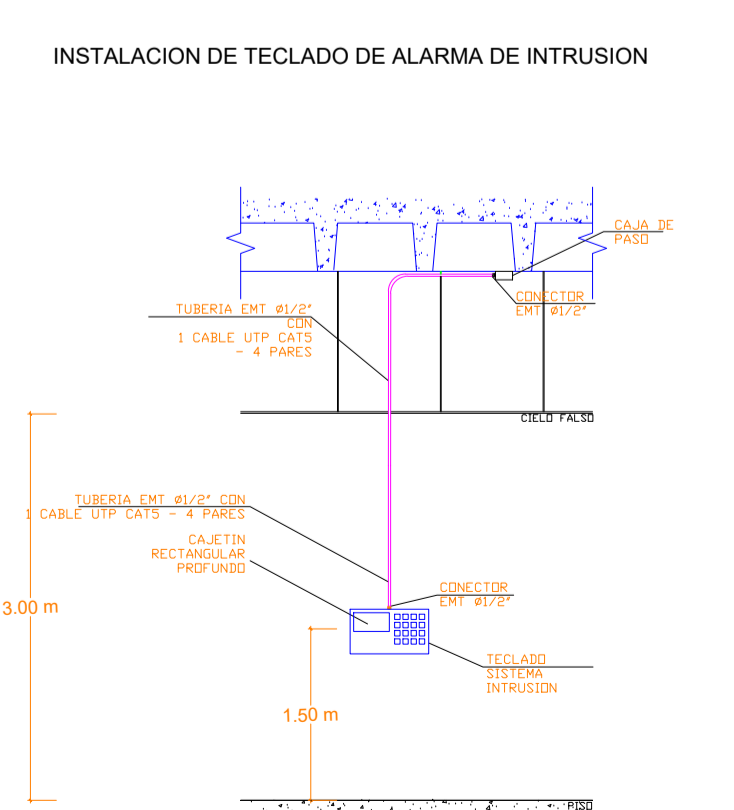 INSTALACION DE TECLADO DE ALARMA DE INTRUSION
CAJA DE
PASO
CONECTOR
EMT Ø1/2"
TUBERIA EMT Ø1/2"
CON
1 CABLE UTP CAT5
- 4 PARES
CIELO FALSO
TUBERIA EMT Ø1/2" CON
1 CABLE UTP CAT5 - 4 PARES
CAJETIN
RECTANGULAR
PROFUNDO
CONECTOR
EMT Ø1/2"
3.00 m
TECLADO
SISTEMA
INTRUSION
1.50 m
PISO